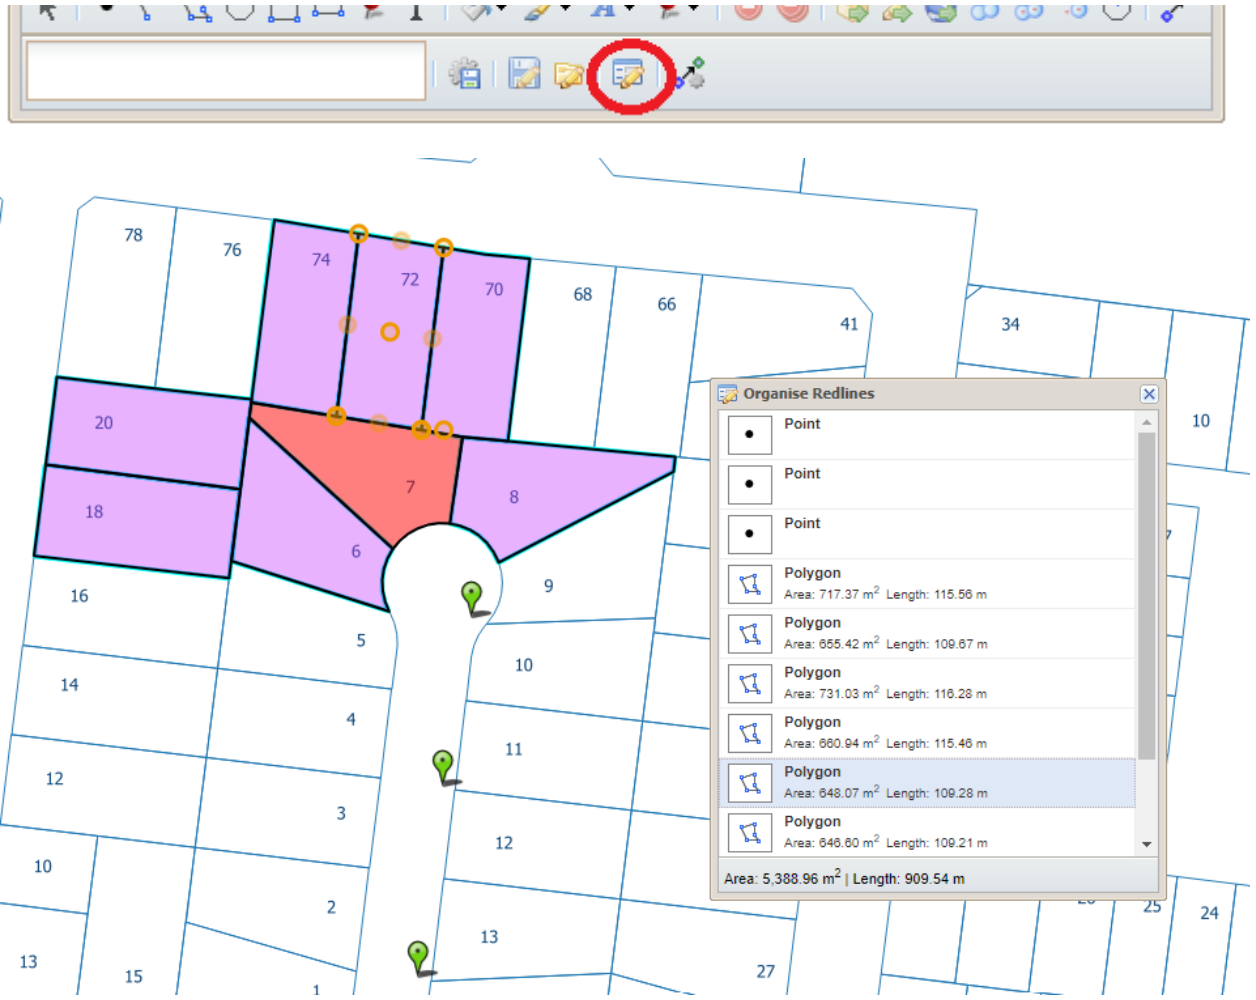 78
76
74
72
70
68
66
41
34
10
20
18
7
8
6
16
9
5
10
14
4
11
12
3
12
10
2
13
13
15
1
27
25
24
Organise Redlines
Point
Point
Point
Polygon
Area: 717.37 m² Length: 115.56 m
Polygon
Area: 655.42 m² Length: 109.67 m
Polygon
Area: 731.03 m² Length: 116.28 m
Polygon
Area: 660.94 m² Length: 115.46 m
Polygon
Area: 648.07 m² Length: 109.28 m
Polygon
Area: 646.60 m² Length: 109.21 m
Area: 5,388.96 m² | Length: 909.54 m